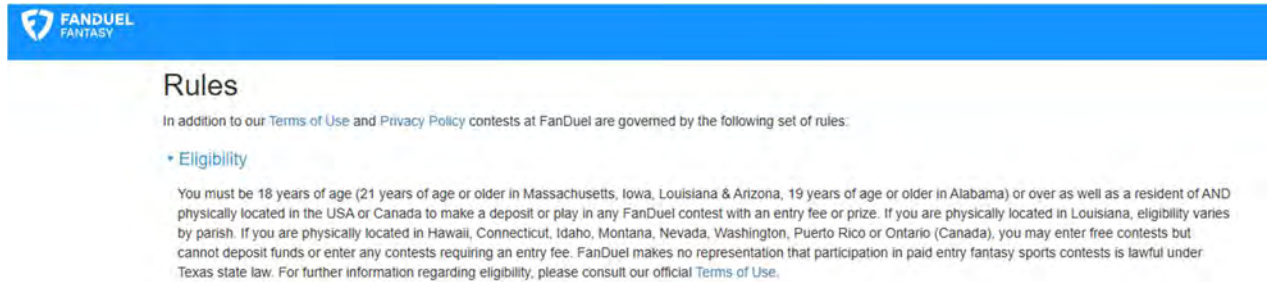 FANDUEL
FANTASY
Rules
In addition to our Terms of Use and Privacy Policy contests at FanDuel are governed by the following set of rules:
Eligibility
You must be 18 years of age (21 years of age or older in Massachusetts, Iowa, Louisiana & Arizona, 19 years of age or older in Alabama) or over as well as a resident of AND
physically located in the USA or Canada to make a deposit or play in any FanDuel contest with an entry fee or prize. If you are physically located in Louisiana, eligibility varies
by parish. If you are physically located in Hawaii, Connecticut, Idaho, Montana, Nevada, Washington, Puerto Rico or Ontario (Canada), you may enter free contests but
cannot deposit funds or enter any contests requiring an entry fee. FanDuel makes no representation that participation in paid entry fantasy sports contests is lawful under
Texas state law. For further information regarding eligibility, please consult our official Terms of Use.